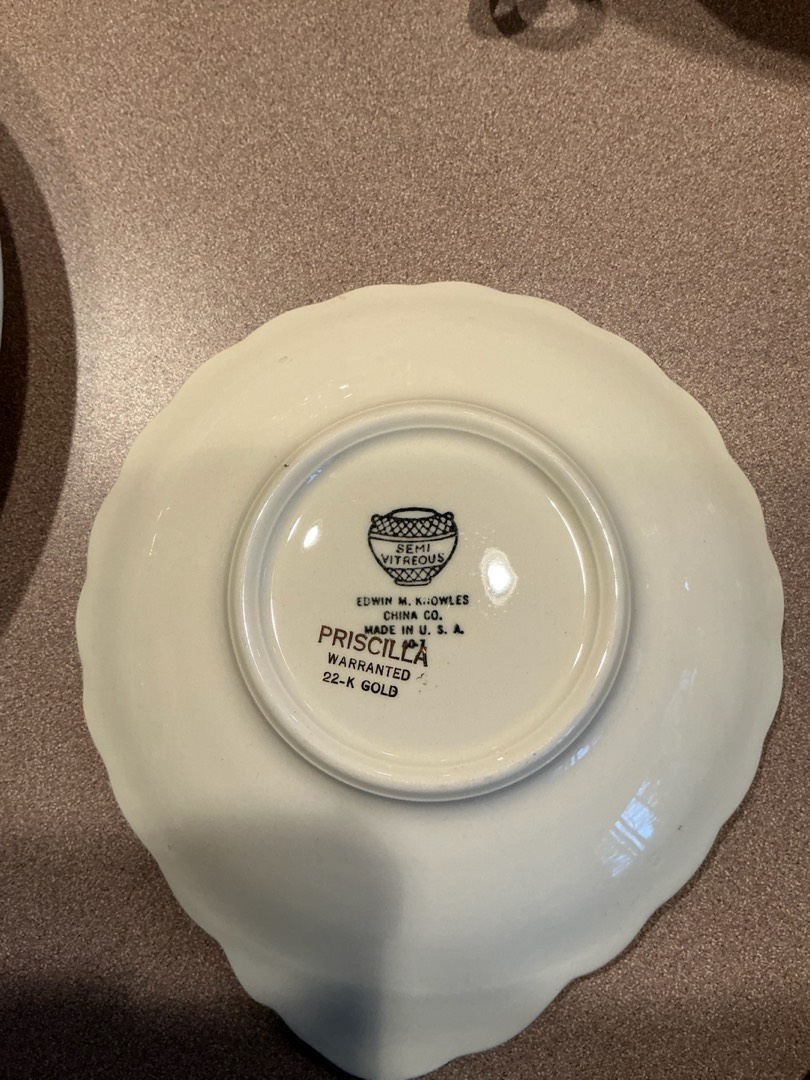 SEMI
VITREOUS
EDWIN M. KNOWLES
CHINA CO.
MADE IN U. S. A.
PRISCILLA
WARRANTED
22-K GOLD